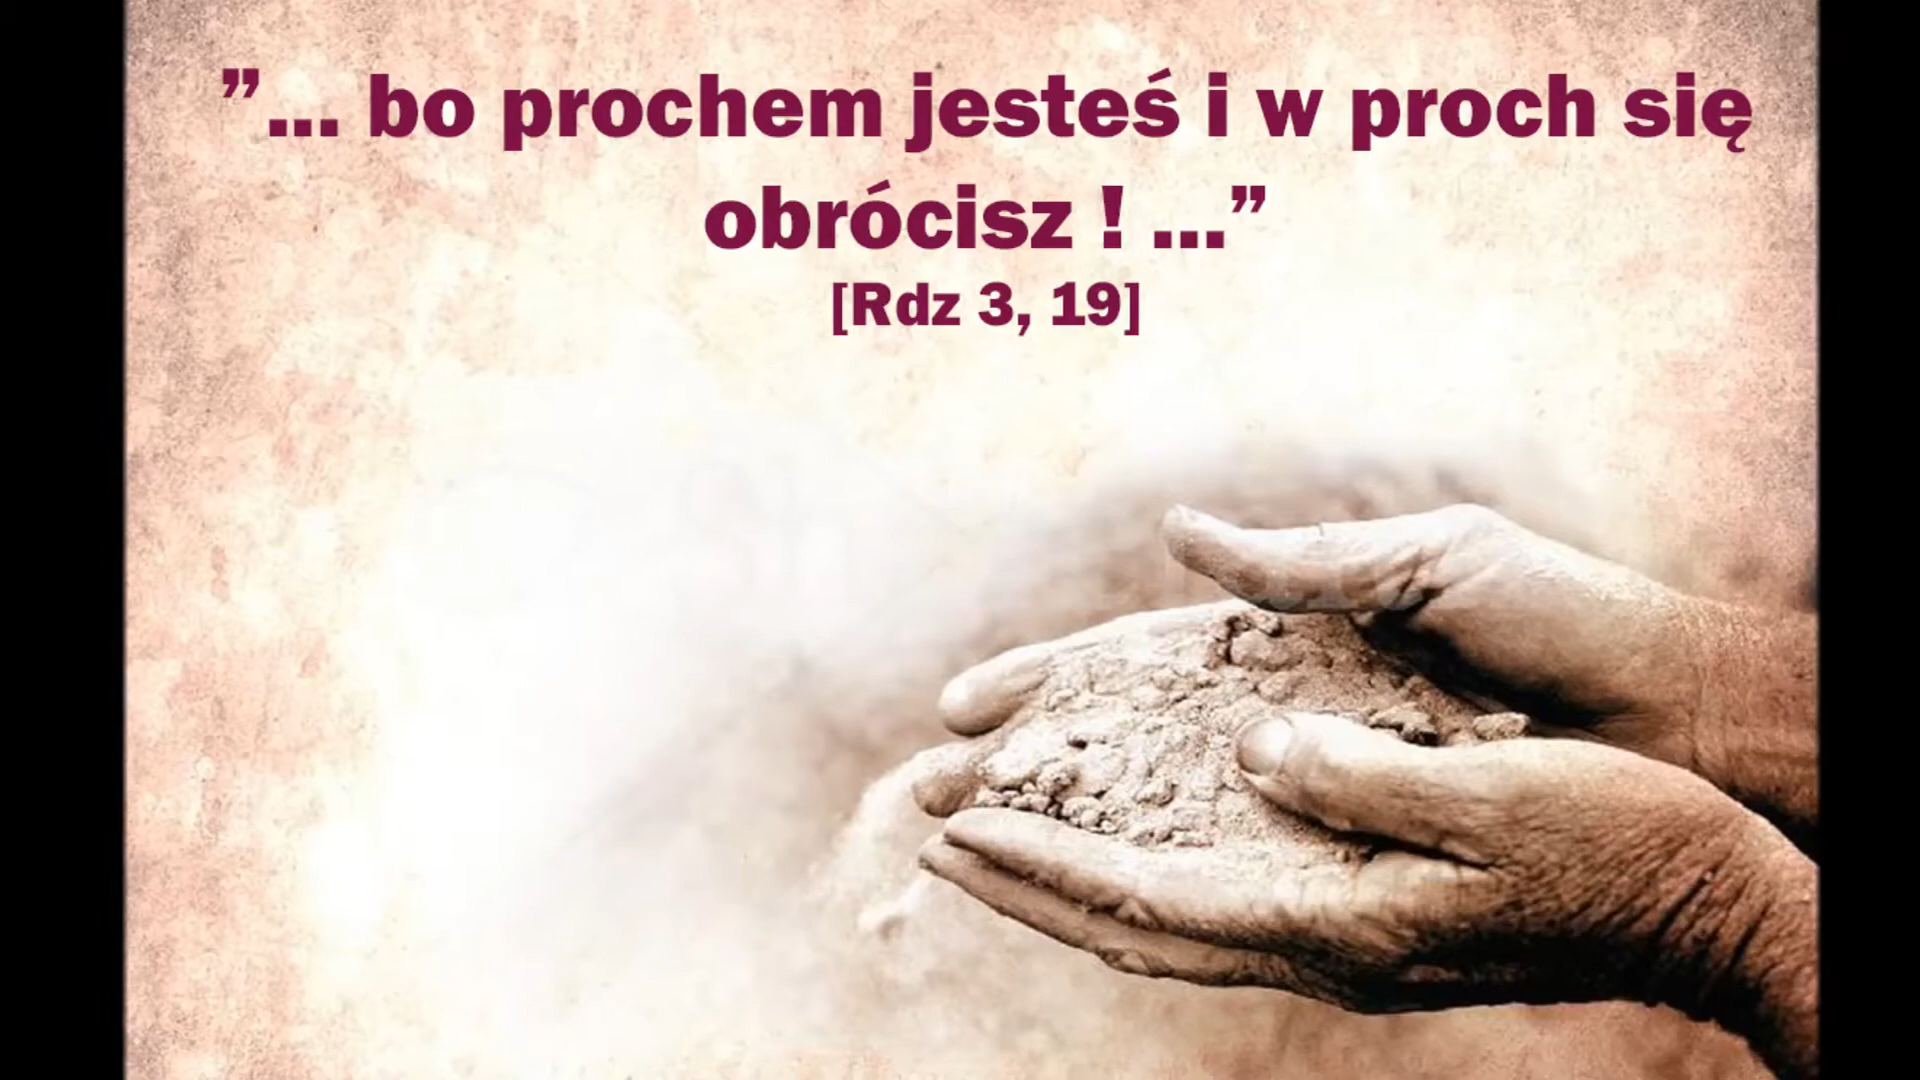 ”... bo prochem jesteś i w proch się
obrócisz ! ...”
[Rdz 3, 19]